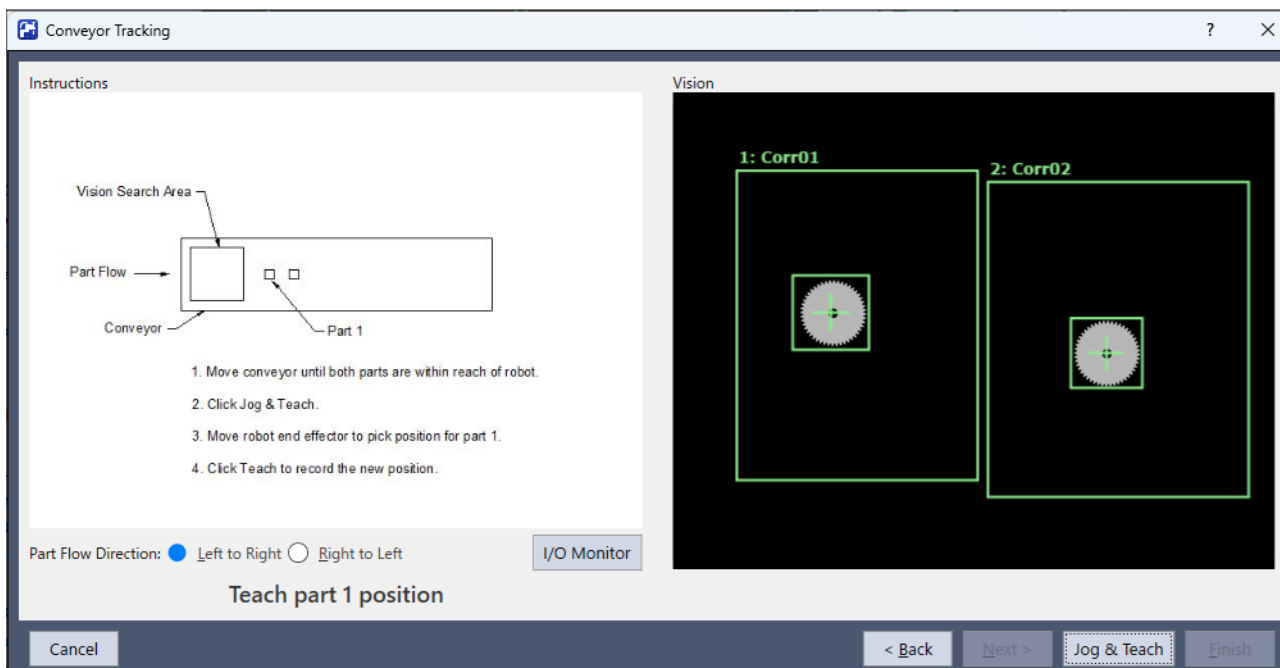 Conveyor Tracking
?
Instructions
Vision Search Area
Part Flow
Conveyor
Part 1
1. Move conveyor until both parts are within reach of robot.
2. Click Jog & Teach.
3. Move robot end effector to pick position for part 1.
4. Click Teach to record the new position.
Part Flow Direction: Left to Right Right to Left
I/O Monitor
Teach part 1 position
Vision
1: Corr01
2: Corr02
Cancel
< Back
Next >
Jog & Teach
Finish